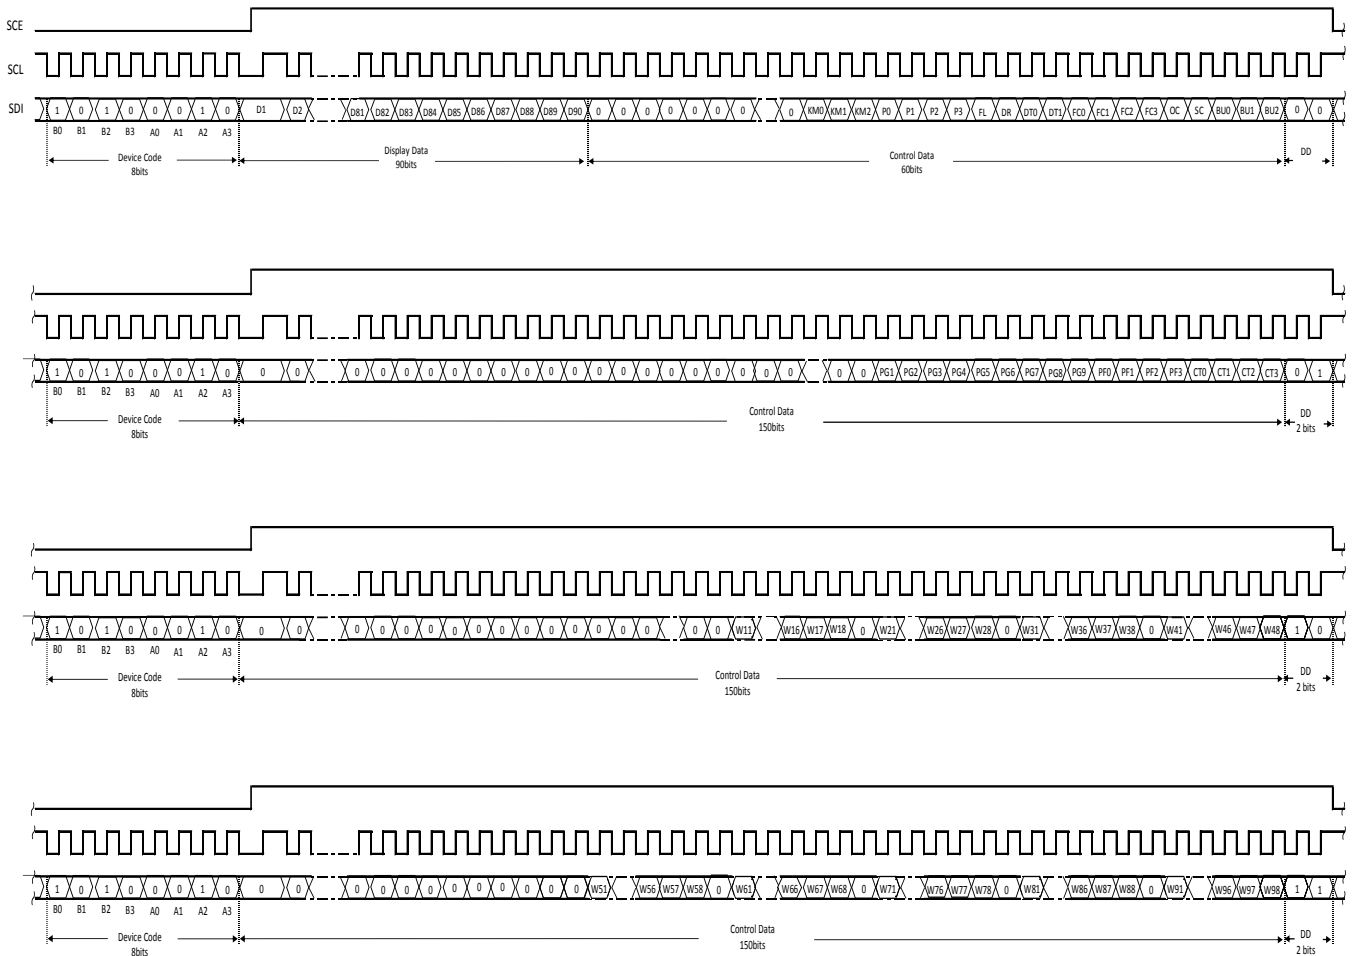 SCE
SCL
SDI 1 0 1 0 0 0 1 0 D1 D2 D81 D82 D83 D84 D85 D86 D87 D88 D89 D90 0 0 0 0 0 0 0 0 KM0 KM1 KM2 P0 P1 P2 P3 FL DR DT0 DT1 FC0 FC1 FC2 FC3 OC SC BU0 BU1 BU2 0 0
B0 B1 B2 B3 A0 A1 A2 A3
Device Code Display Data Control Data DD
8bits 90bits 60bits
1 0 1 0 0 0 1 0 0 0 0 0 0 0 0 0 0 0 0 0 0 0 0 0 0 0 0 0 0 0 0 PG1 PG2 PG3 PG4 PG5 PG6 PG7 PG8 PG9 PF0 PF1 PF2 PF3 CT0 CT1 CT2 CT3 0 1
B0 B1 B2 B3 A0 A1 A2 A3
Device Code Control Data DD
8bits 150bits 2 bits
1 0 1 0 0 0 1 0 0 0 0 0 0 0 0 0 0 0 0 0 0 0 0 0 0 W11 W16 W17 W18 0 W21 W26 W27 W28 0 W31 W36 W37 W38 0 W41 W46 W47 W48 1 0
B0 B1 B2 B3 A0 A1 A2 A3
Device Code Control Data DD
8bits 150bits 2 bits
1 0 1 0 0 0 1 0 0 0 0 0 0 0 0 0 0 0 0 0 W51 W56 W57 W58 0 W61 W66 W67 W68 0 W71 W76 W77 W78 0 W81 W86 W87 W88 0 W91 W96 W97 W98 1 1
B0 B1 B2 B3 A0 A1 A2 A3
Device Code Control Data DD
8bits 150bits 2 bits